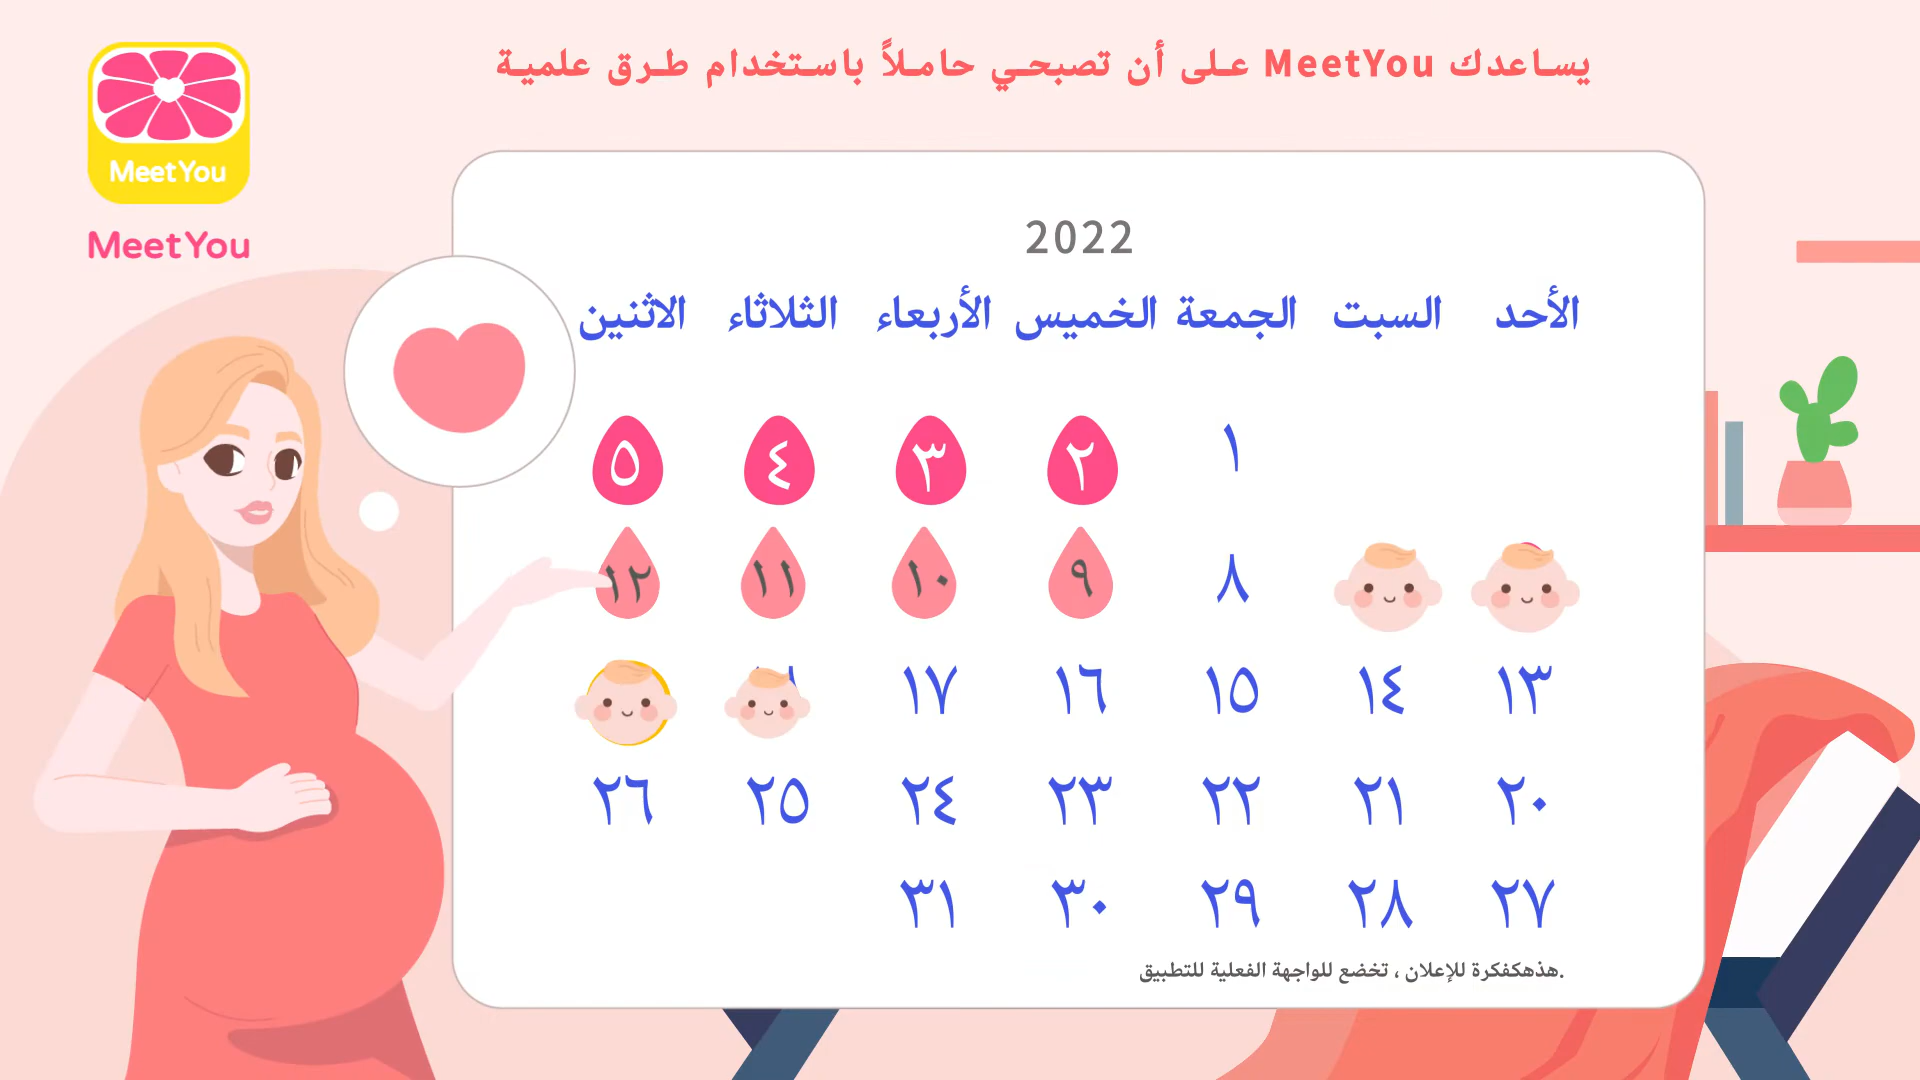 يساعدك MeetYou على أن تصبحي حاملاً باستخدام طرق علمية
MeetYou
MeetYou
2022
الأحد السبت الجمعة الخميس الأربعاء الثلاثاء الاثنين
١ ٢ ٣ ٤ ٥
٨ ٩ ١٠ ١١ ١٢
١٣ ١٤ ١٥ ١٦ ١٧
٢٠ ٢١ ٢٢ ٢٣ ٢٤ ٢٥ ٢٦
٢٧ ٢٨ ٢٩ ٣٠ ٣١
هذهكفكرة للإعلان ، تخضع للواجهة الفعلية للتطبيق.